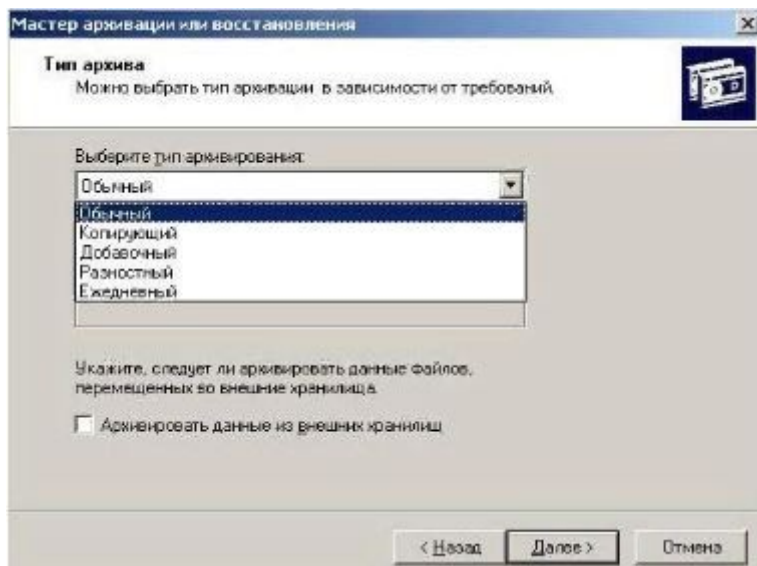 Мастер архивации или восстановления
Тип архива
Можно выбрать тип архивации в зависимости от требований.
Выберите тип архивирования:
Обычный
Обычный
Копирующий
Добавочный
Разностный
Ежедневный
Укажите, следует ли архивировать данные файлов,
перемещенных во внешние хранилища.
Архивировать данные из внешних хранилищ
< Назад Далее > Отмена